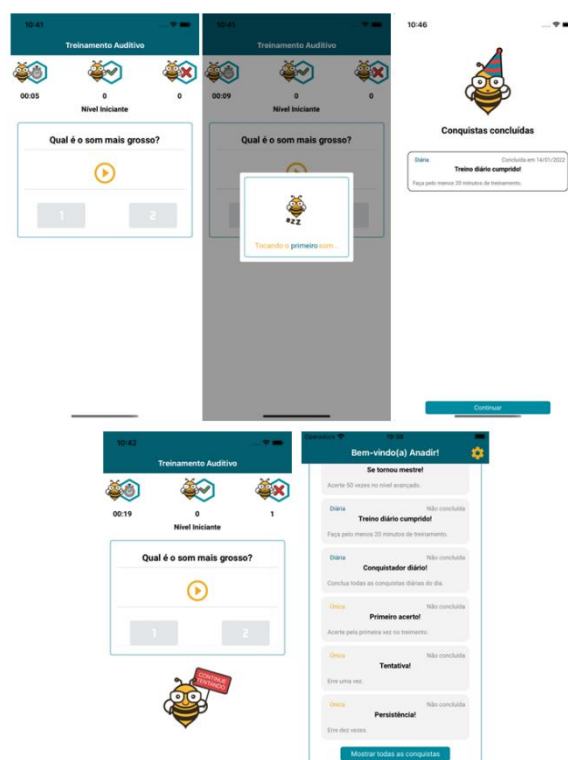 10:41
Treinamento Auditivo
00:05 0 0
Nível Iniciante
Qual é o som mais grosso?
1 2
10:41
Treinamento Auditivo
00:09 0 0
Nível Iniciante
Qual é o som mais grosso?
zzz
Tocando o primeiro som...
10:46
Conquistas concluídas
Diária Concluída em 14/01/2022
Treino diário cumprido!
Faça pelo menos 20 minutos de treinamento.
Continuar
10:42
Treinamento Auditivo
00:19 0 1
Nível Iniciante
Qual é o som mais grosso?
1 2
CONTINUE
TENTANDO
Operadora
Bem-vindo(a) Anadir!
Se tornou mestre!
Acerte 50 vezes no nível avançado.
Diária Não concluída
Treino diário cumprido!
Faça pelo menos 20 minutos de treinamento.
Diária Não concluída
Conquistador diário!
Conclua todas as conquistas diárias do dia.
Única Não concluída
Primeiro acerto!
Acerte pela primeira vez no treimento.
Única Não concluída
Tentativa!
Erre uma vez.
Única Não concluída
Persistência!
Erre dez vezes.
Mostrar todas as conquistas